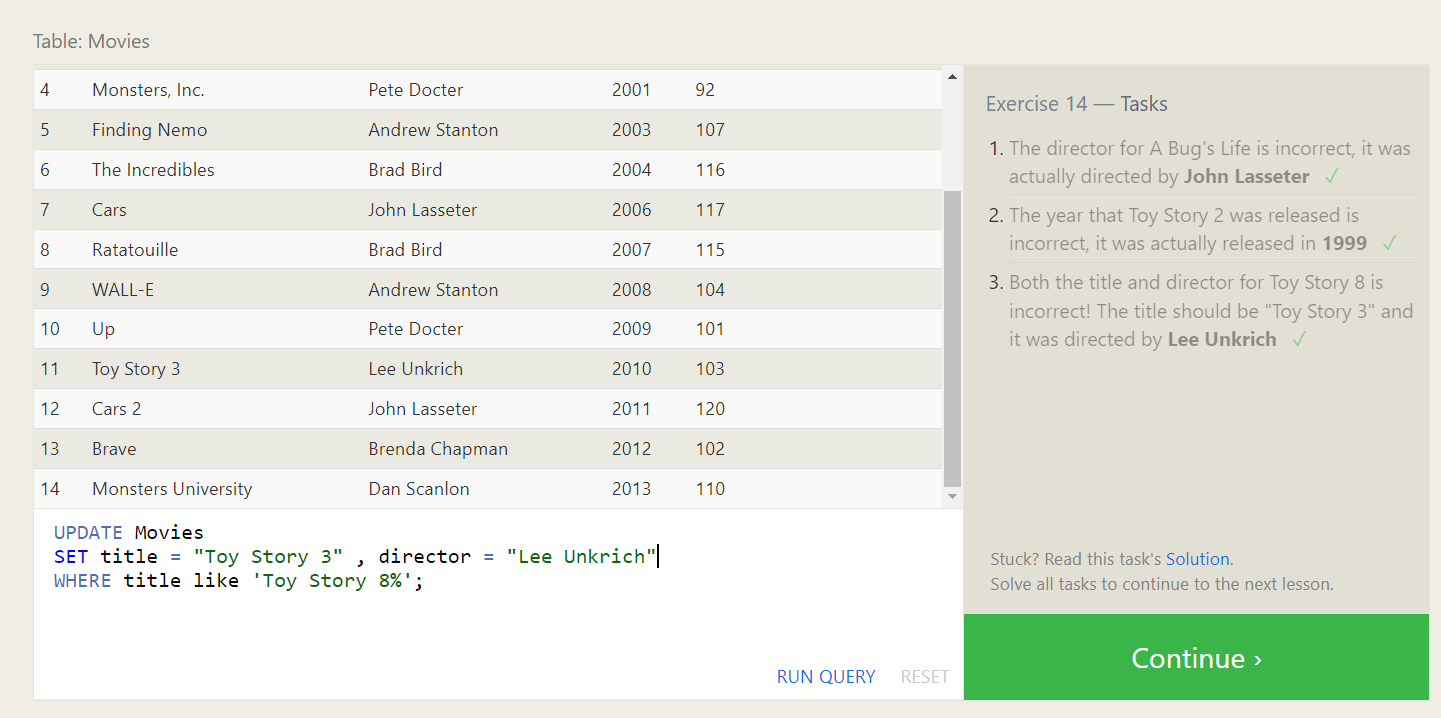 Table: Movies
4 Monsters, Inc. Pete Docter 2001 92
5 Finding Nemo Andrew Stanton 2003 107
6 The Incredibles Brad Bird 2004 116
7 Cars John Lasseter 2006 117
8 Ratatouille Brad Bird 2007 115
9 WALL-E Andrew Stanton 2008 104
10 Up Pete Docter 2009 101
11 Toy Story 3 Lee Unkrich 2010 103
12 Cars 2 John Lasseter 2011 120
13 Brave Brenda Chapman 2012 102
14 Monsters University Dan Scanlon 2013 110
UPDATE Movies
SET title = "Toy Story 3" , director = "Lee Unkrich"
WHERE title like 'Toy Story 8%';
RUN QUERY RESET
Exercise 14 — Tasks
1. The director for A Bug's Life is incorrect, it was
actually directed by John Lasseter ✓
2. The year that Toy Story 2 was released is
incorrect, it was actually released in 1999 ✓
3. Both the title and director for Toy Story 8 is
incorrect! The title should be "Toy Story 3" and
it was directed by Lee Unkrich ✓
Stuck? Read this task's Solution.
Solve all tasks to continue to the next lesson.
Continue ›